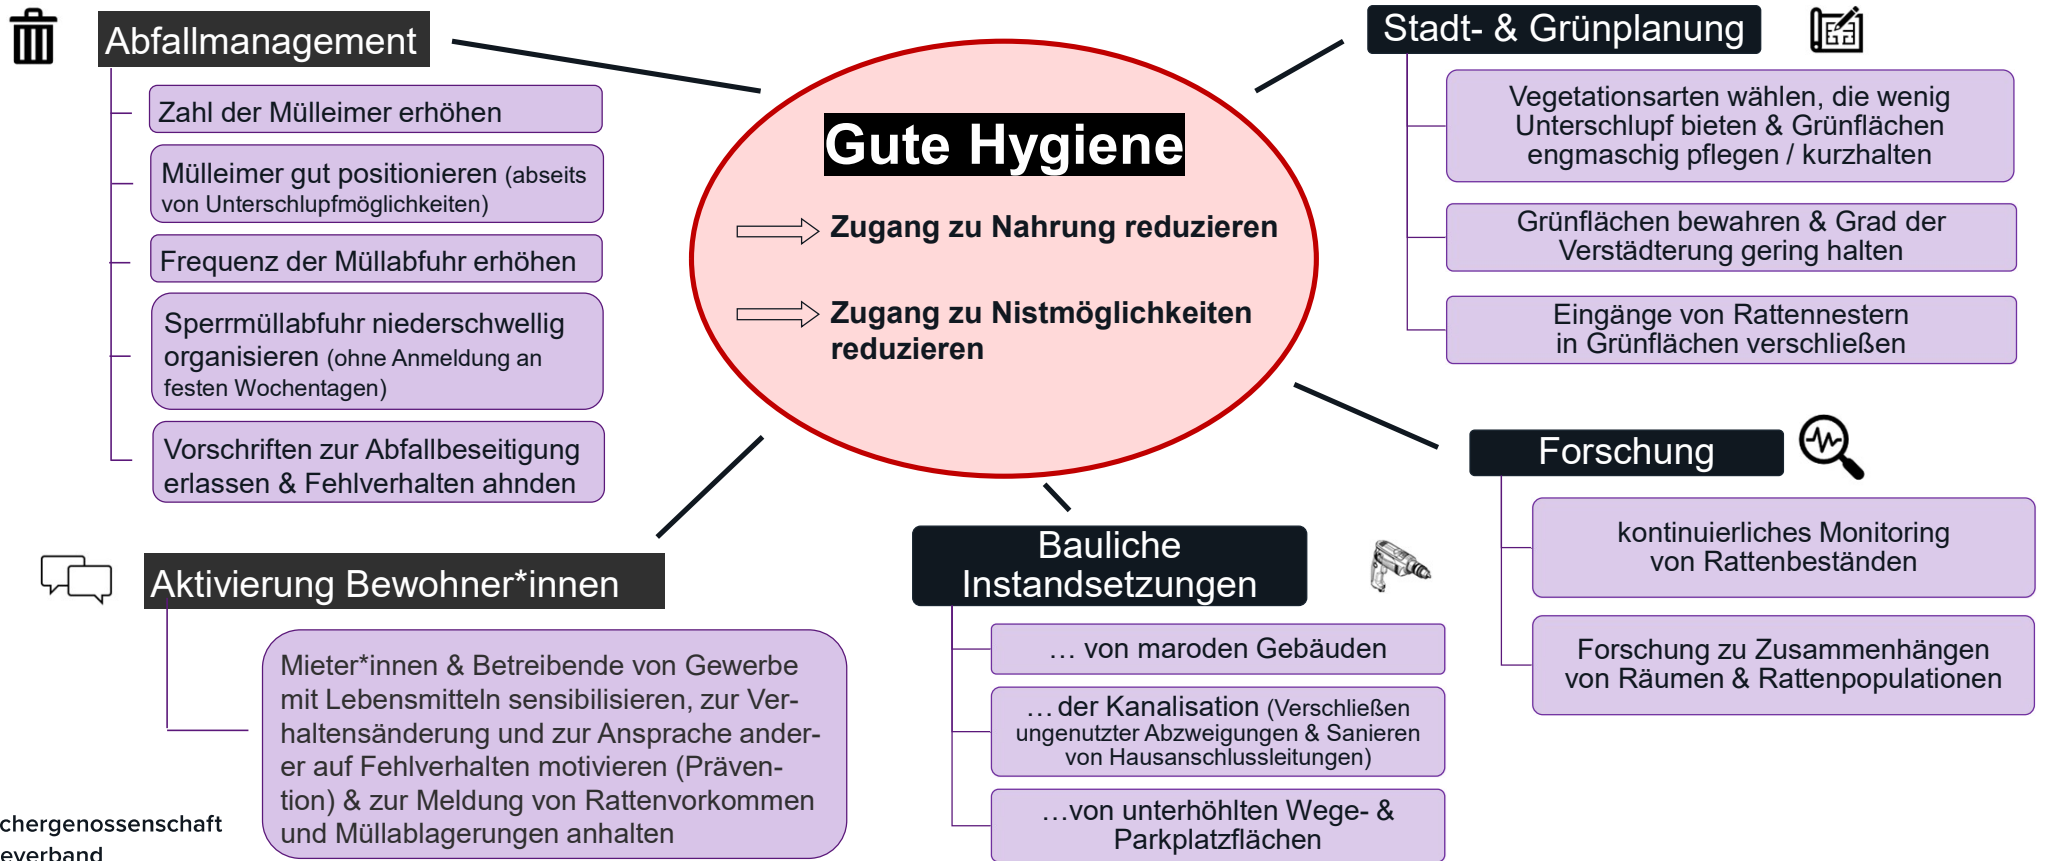 Abfallmanagement
Zahl der Mülleimer erhöhen
Mülleimer gut positionieren (abseits
von Unterschlupfmöglichkeiten)
Frequenz der Müllabfuhr erhöhen
Sperrmüllabfuhr niederschwellig
organisieren (ohne Anmeldung an
festen Wochentagen)
Vorschriften zur Abfallbeseitigung
erlassen & Fehlverhalten ahnden
Gute Hygiene
Zugang zu Nahrung reduzieren
Zugang zu Nistmöglichkeiten
reduzieren
Stadt- & Grünplanung
Vegetationsarten wählen, die wenig
Unterschlupf bieten & Grünflächen
engmaschig pflegen / kurzhalten
Grünflächen bewahren & Grad der
Verstädterung gering halten
Eingänge von Rattennestern
in Grünflächen verschließen
Forschung
kontinuierliches Monitoring
von Rattenbeständen
Forschung zu Zusammenhängen
von Räumen & Rattenpopulationen
Aktivierung Bewohner*innen
Mieter*innen & Betreibende von Gewerbe
mit Lebensmitteln sensibilisieren, zur Ver-
haltensänderung und zur Ansprache ander-
er auf Fehlverhalten motivieren (Präven-
tion) & zur Meldung von Rattenvorkommen
und Müllablagerungen anhalten
Bauliche
Instandsetzungen
… von maroden Gebäuden
… der Kanalisation (Verschließen
ungenutzter Abzweigungen & Sanieren
von Hausanschlussleitungen)
…von unterhöhlten Wege- &
Parkplatzflächen
chergenossenschaft
everband